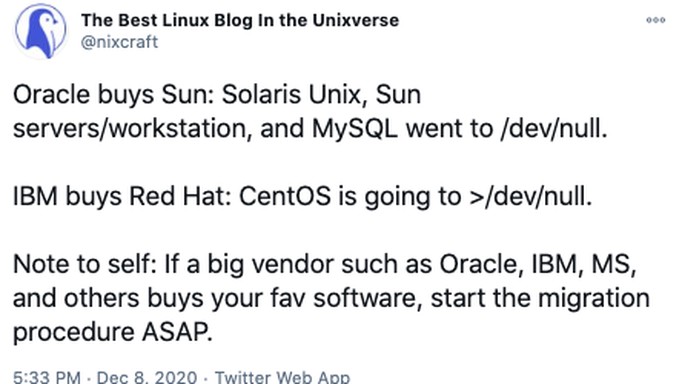 The Best Linux Blog In the Unixverse
@nixcraft
Oracle buys Sun: Solaris Unix, Sun
servers/workstation, and MySQL went to /dev/null.
IBM buys Red Hat: CentOS is going to >/dev/null.
Note to self: If a big vendor such as Oracle, IBM, MS,
and others buys your fav software, start the migration
procedure ASAP.
5:33 PM · Dec 8, 2020 · Twitter Web App